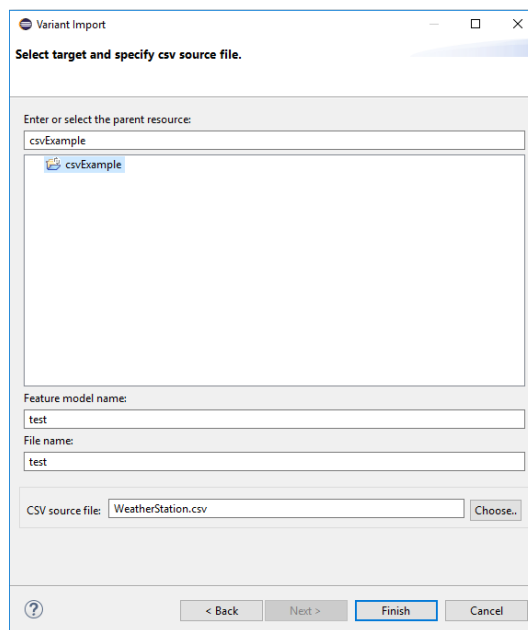 Variant Import
Select target and specify csv source file.
Enter or select the parent resource:
csvExample
csvExample
Feature model name:
test
File name:
test
CSV source file: WeatherStation.csv Choose..
? < Back Next > Finish Cancel